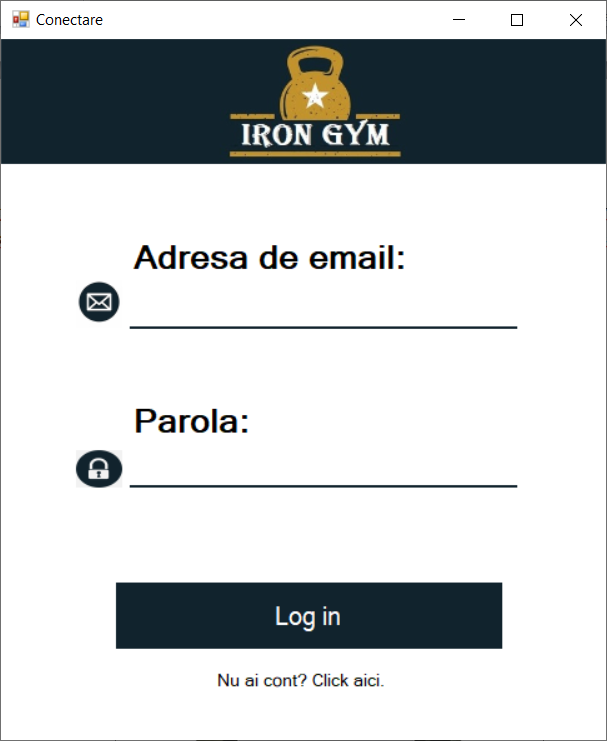 Conectare
IRON GYM
Adresa de email:
Parola:
Log in
Nu ai cont? Click aici.